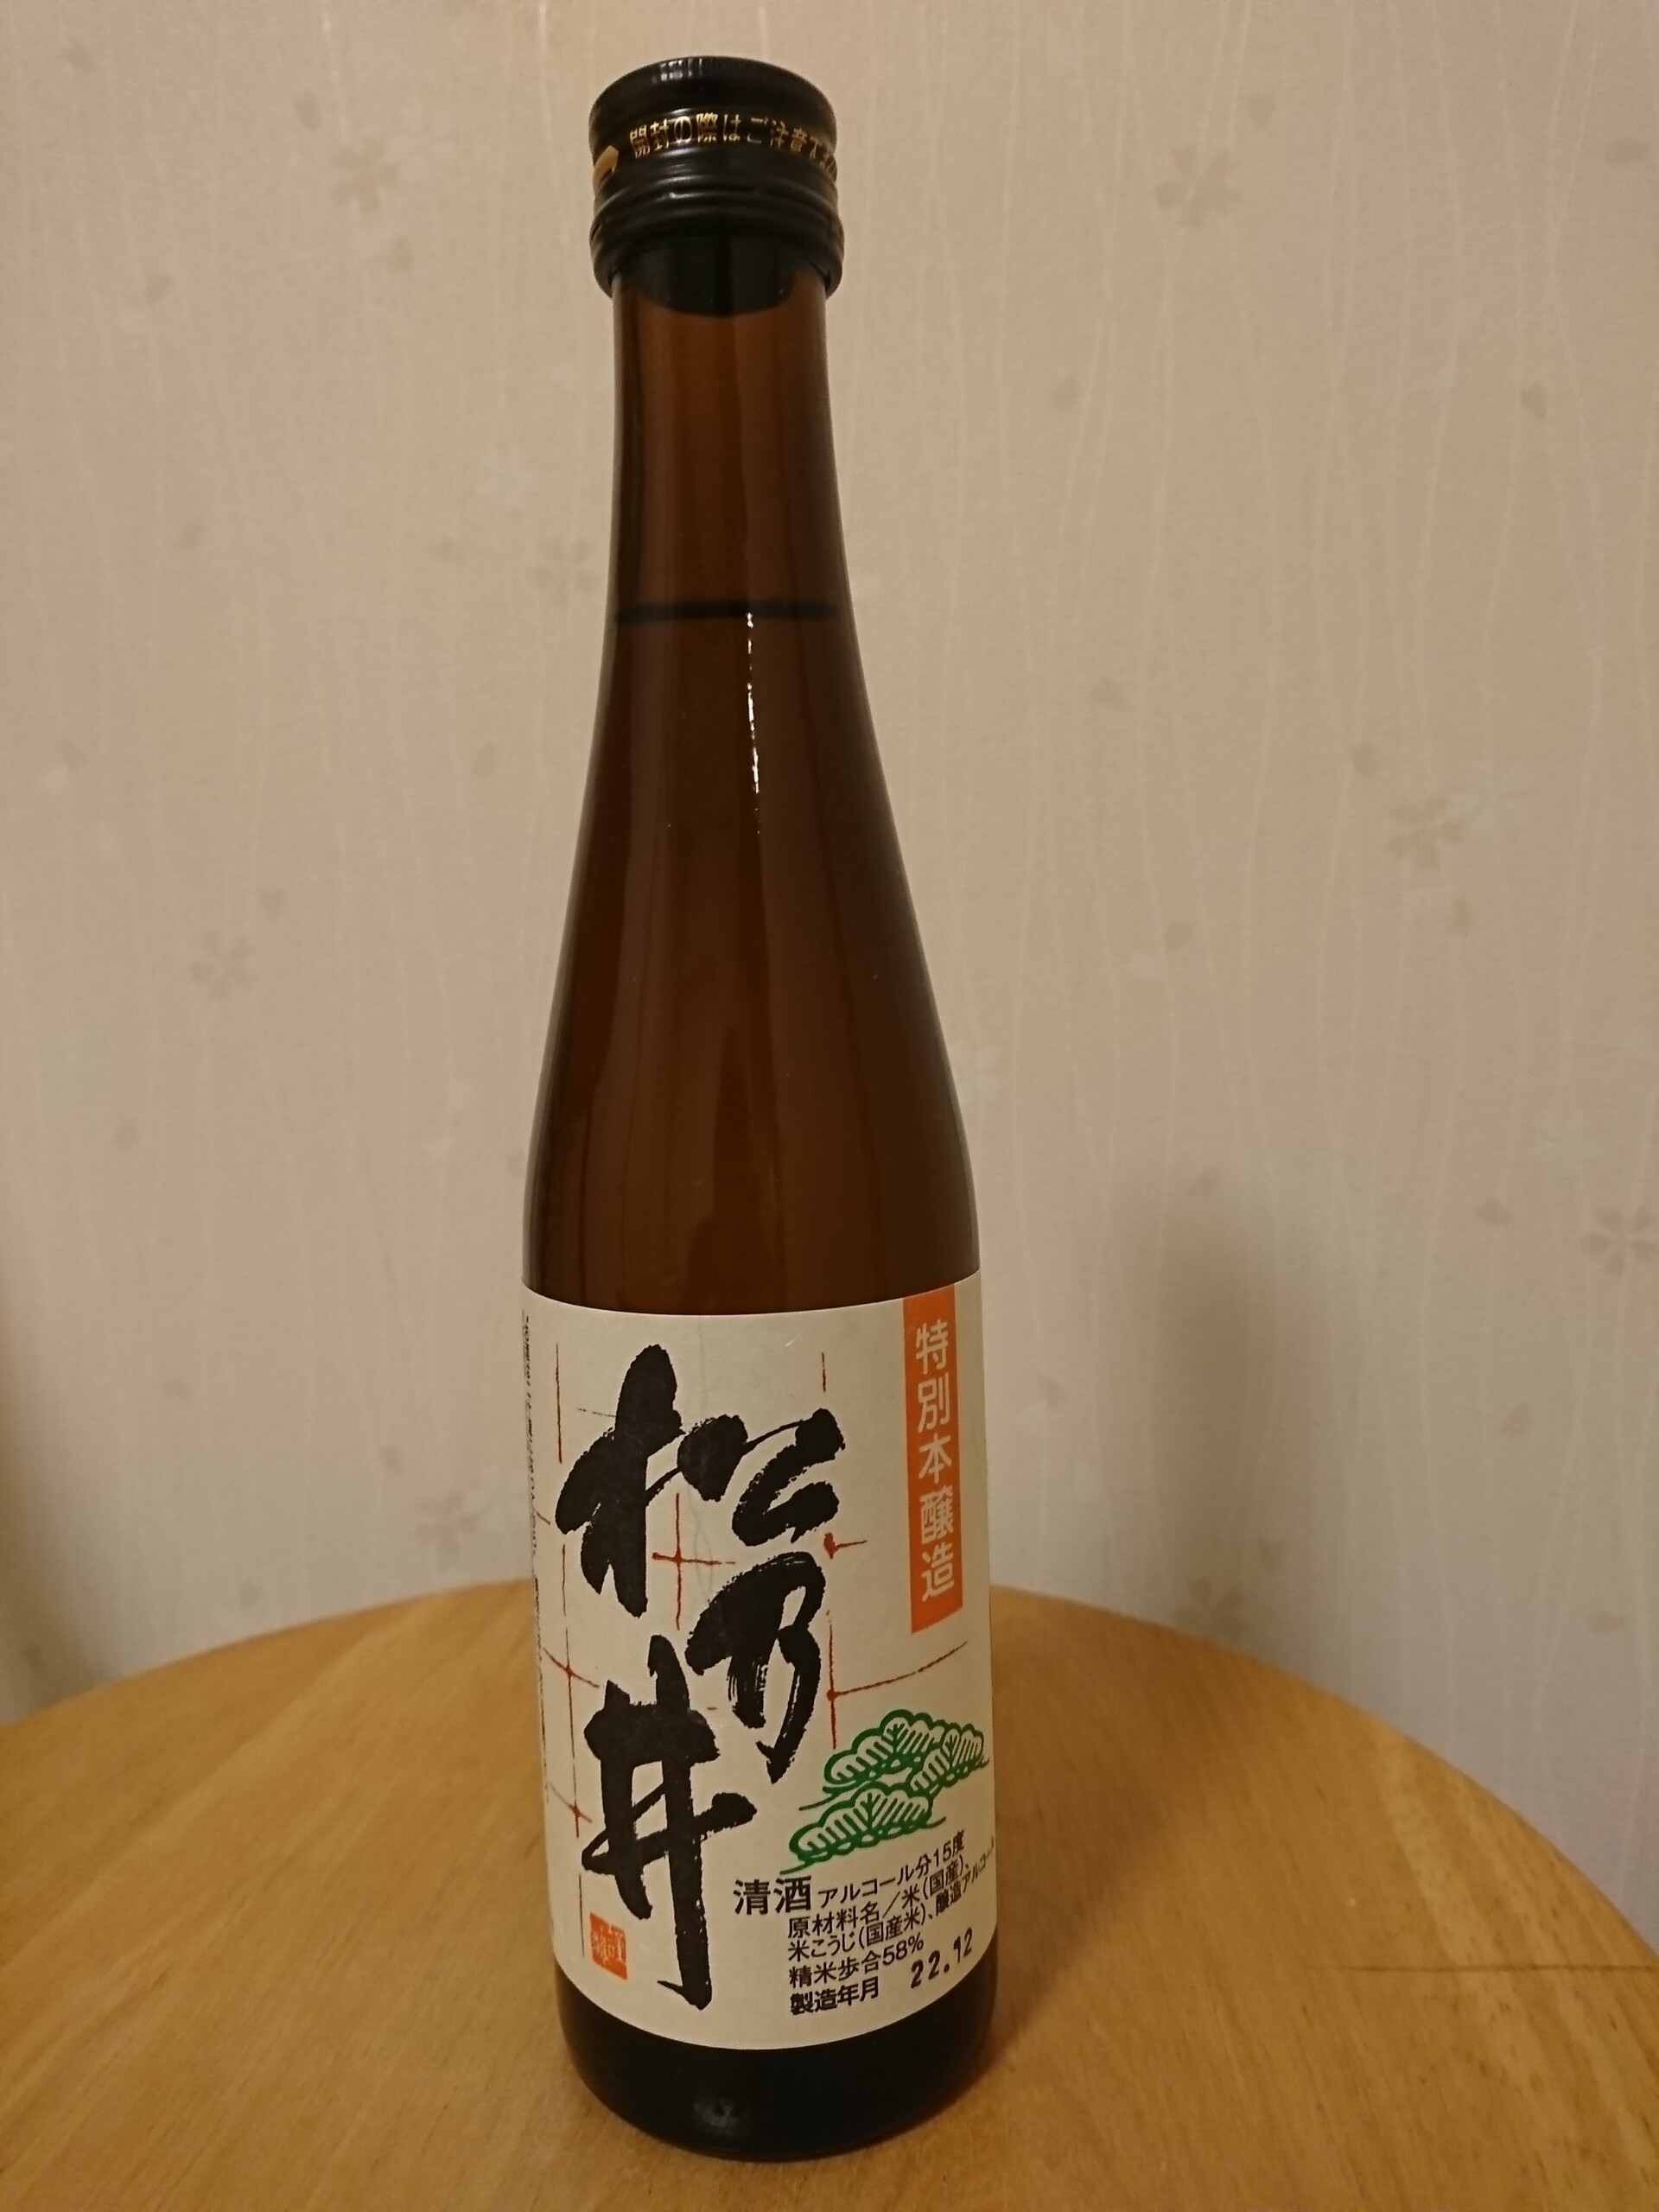 開封の際はご注意下さい
特別本醸造
松乃井
清酒 アルコール分15度
原材料名／米(国産)、
米こうじ(国産米)、醸造アルコール
精米歩合58%
製造年月 22.12